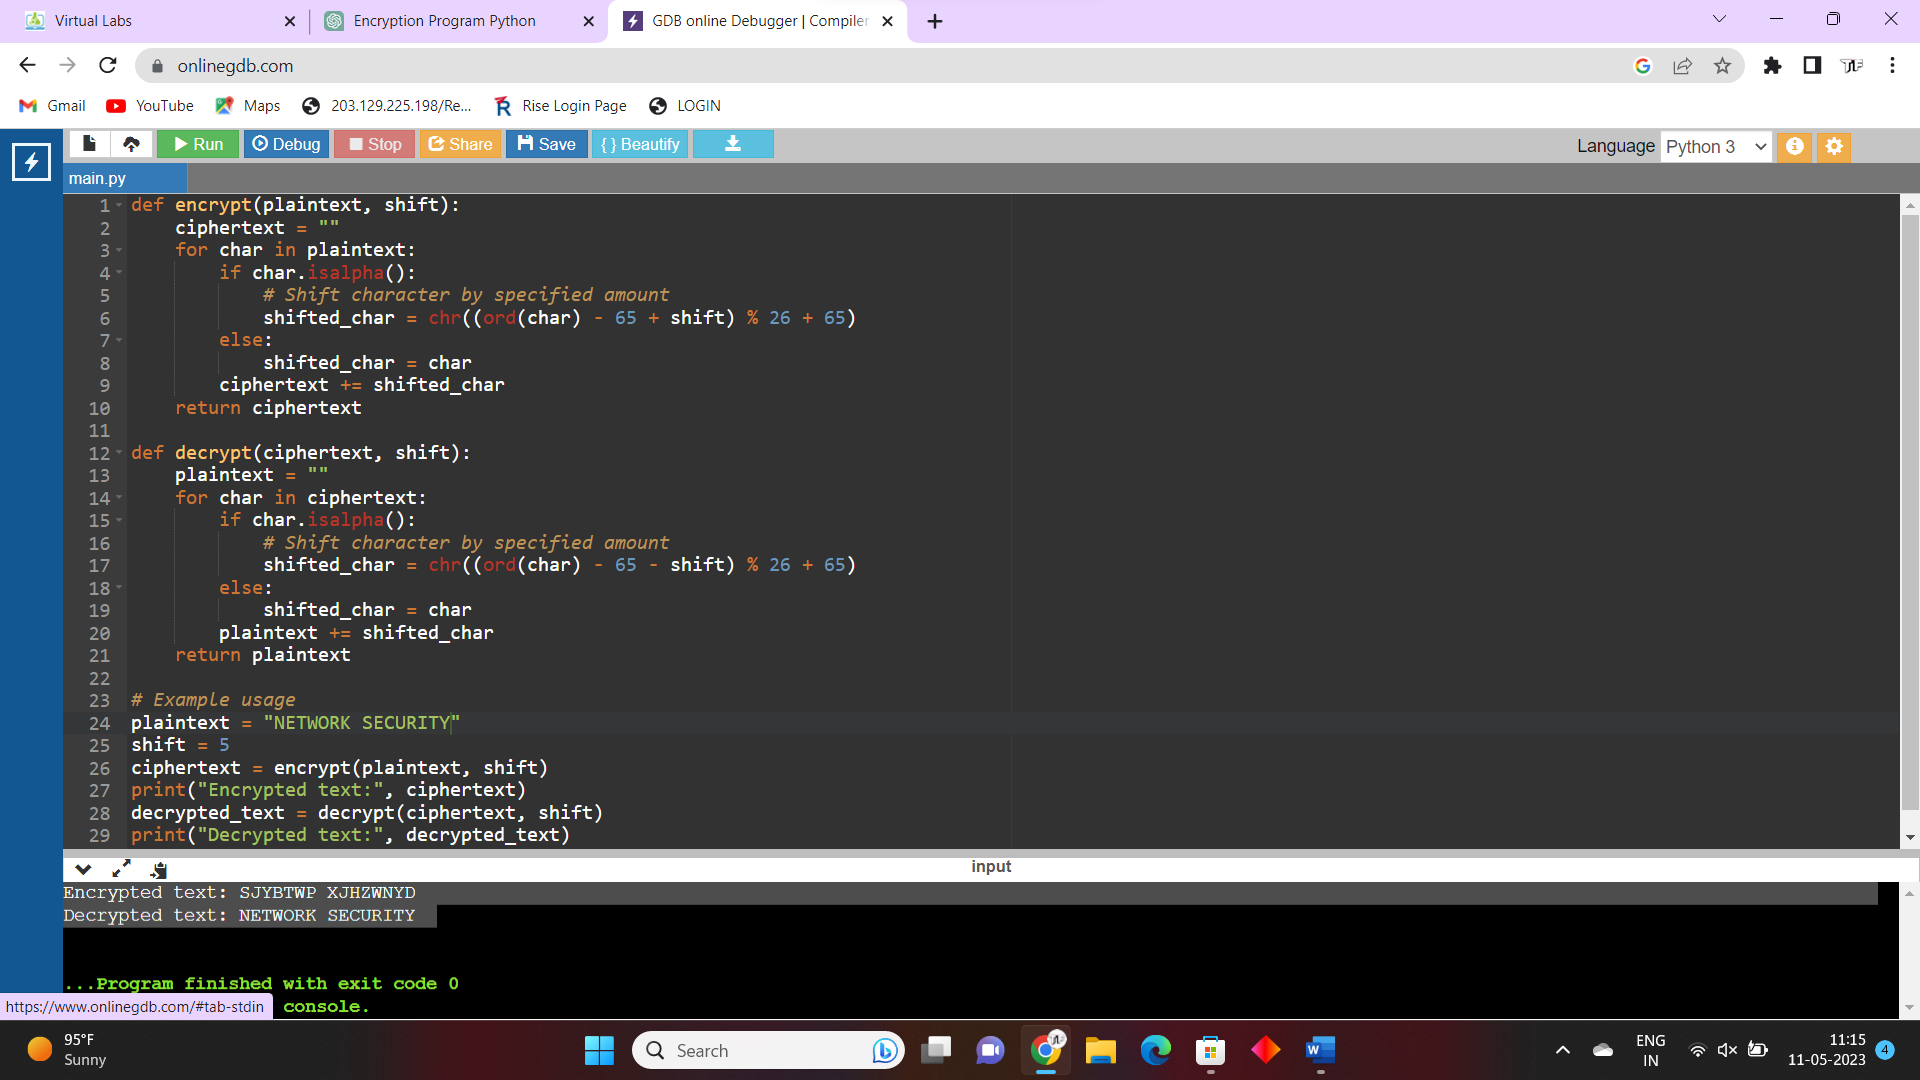 Virtual Labs
Encryption Program Python
GDB online Debugger | Compiler
onlinegdb.com
Gmail YouTube Maps 203.129.225.198/Re... Rise Login Page LOGIN
Run Debug Stop Share Save { } Beautify Language Python 3
main.py
1 def encrypt(plaintext, shift):
2 ciphertext = ""
3 for char in plaintext:
4 if char.isalpha():
5 # Shift character by specified amount
6 shifted_char = chr((ord(char) - 65 + shift) % 26 + 65)
7 else:
8 shifted_char = char
9 ciphertext += shifted_char
10 return ciphertext
11
12 def decrypt(ciphertext, shift):
13 plaintext = ""
14 for char in ciphertext:
15 if char.isalpha():
16 # Shift character by specified amount
17 shifted_char = chr((ord(char) - 65 - shift) % 26 + 65)
18 else:
19 shifted_char = char
20 plaintext += shifted_char
21 return plaintext
22
23 # Example usage
24 plaintext = "NETWORK SECURITY"
25 shift = 5
26 ciphertext = encrypt(plaintext, shift)
27 print("Encrypted text:", ciphertext)
28 decrypted_text = decrypt(ciphertext, shift)
29 print("Decrypted text:", decrypted_text)
input
Encrypted text: SJYBTWP XJHZWNYD
Decrypted text: NETWORK SECURITY
...Program finished with exit code 0
https://www.onlinegdb.com/#tab-stdin console.
95°F
Sunny
Search
ENG
IN
11:15
11-05-2023
4